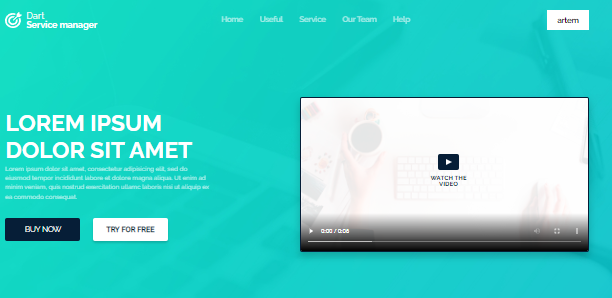 Dart
Service manager
Home Useful Service Our Team Help
artem
LOREM IPSUM
DOLOR SIT AMET
Lorem ipsum dolor sit amet, consectetur adipiscing elit, sed do
eiusmod tempor incididunt labore et dolore magna aliqua. Ut enim ad
minim veniam, quis nostrud exercitation ullamco laboris nisi ut aliquip ex
ea commodo consequat.
BUY NOW
TRY FOR FREE
WATCH THE
VIDEO
0:00 / 0:06